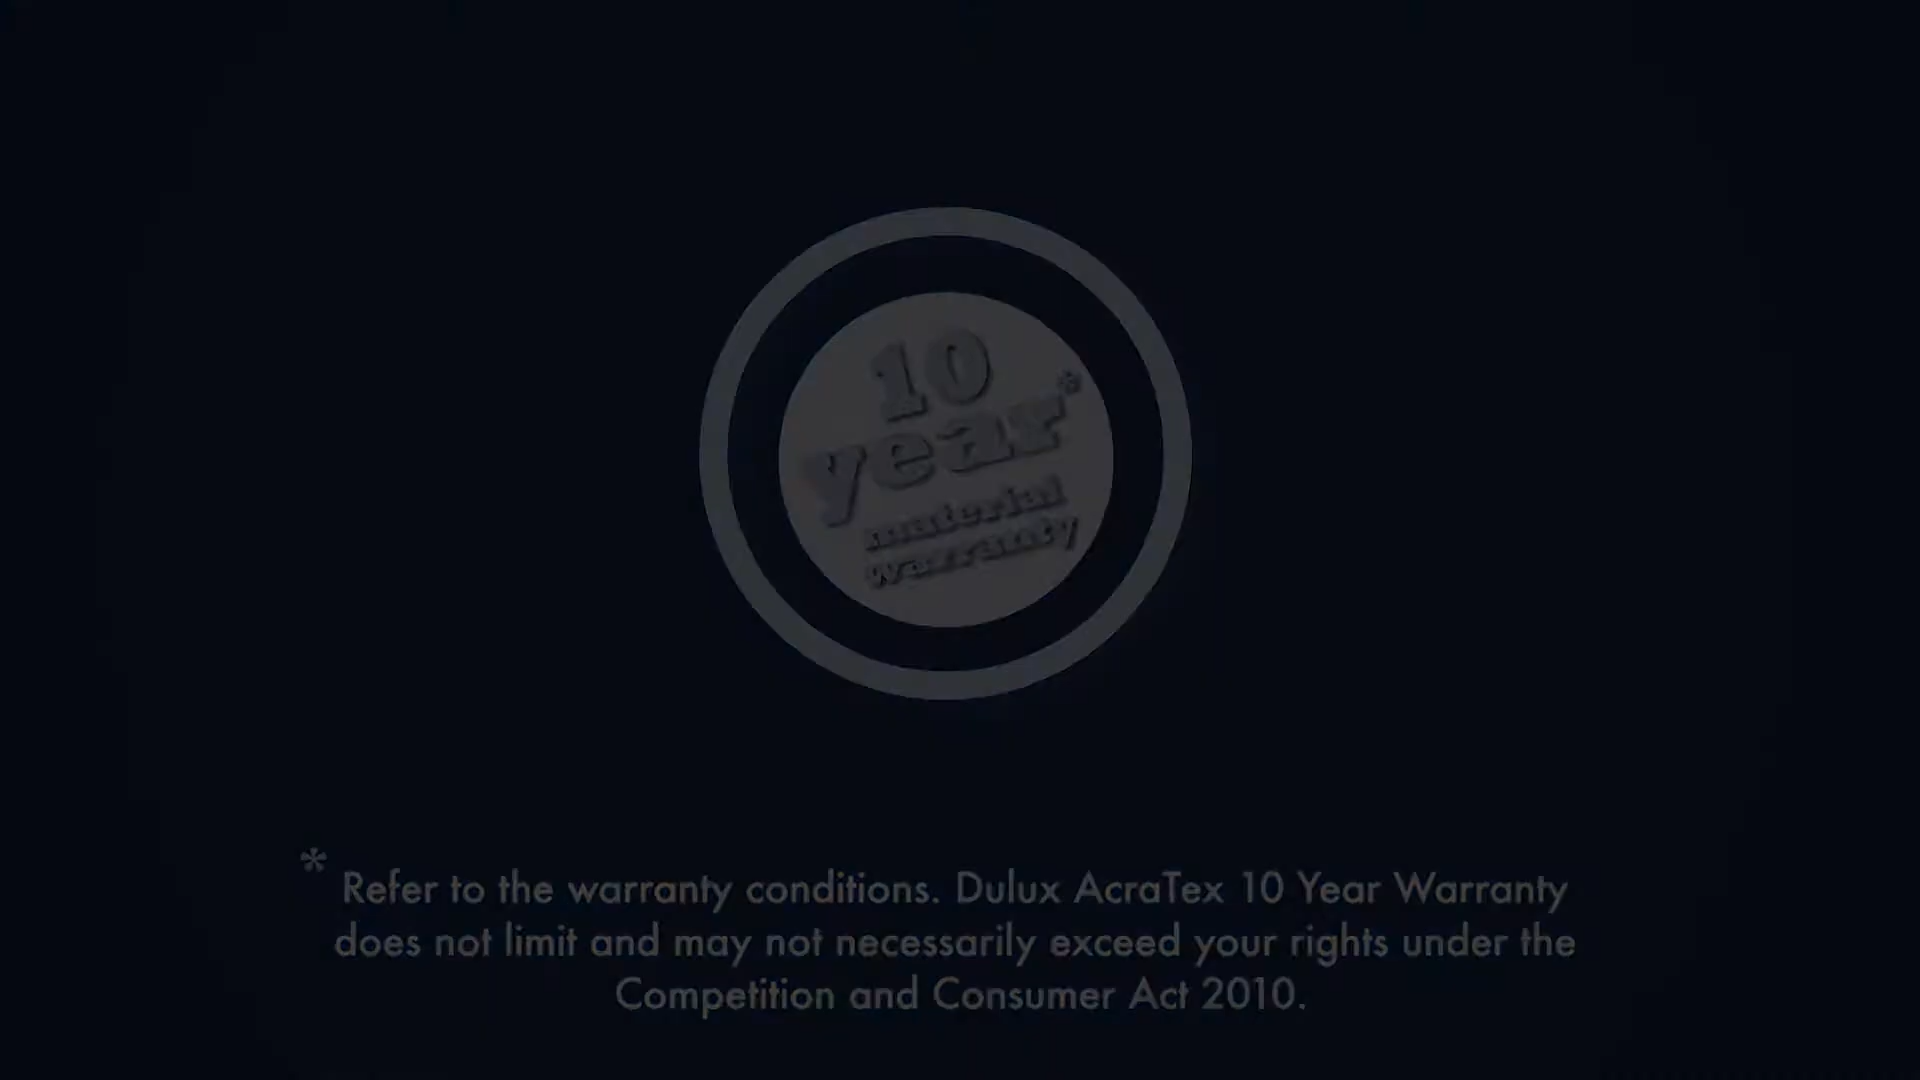 10
year*
material
warranty
* Refer to the warranty conditions. Dulux AcraTex 10 Year Warranty
does not limit and may not necessarily exceed your rights under the
Competition and Consumer Act 2010.